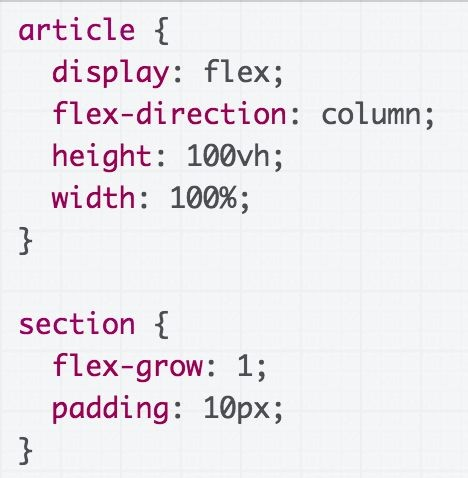 article {
  display: flex;
  flex-direction: column;
  height: 100vh;
  width: 100%;
}

section {
  flex-grow: 1;
  padding: 10px;
}